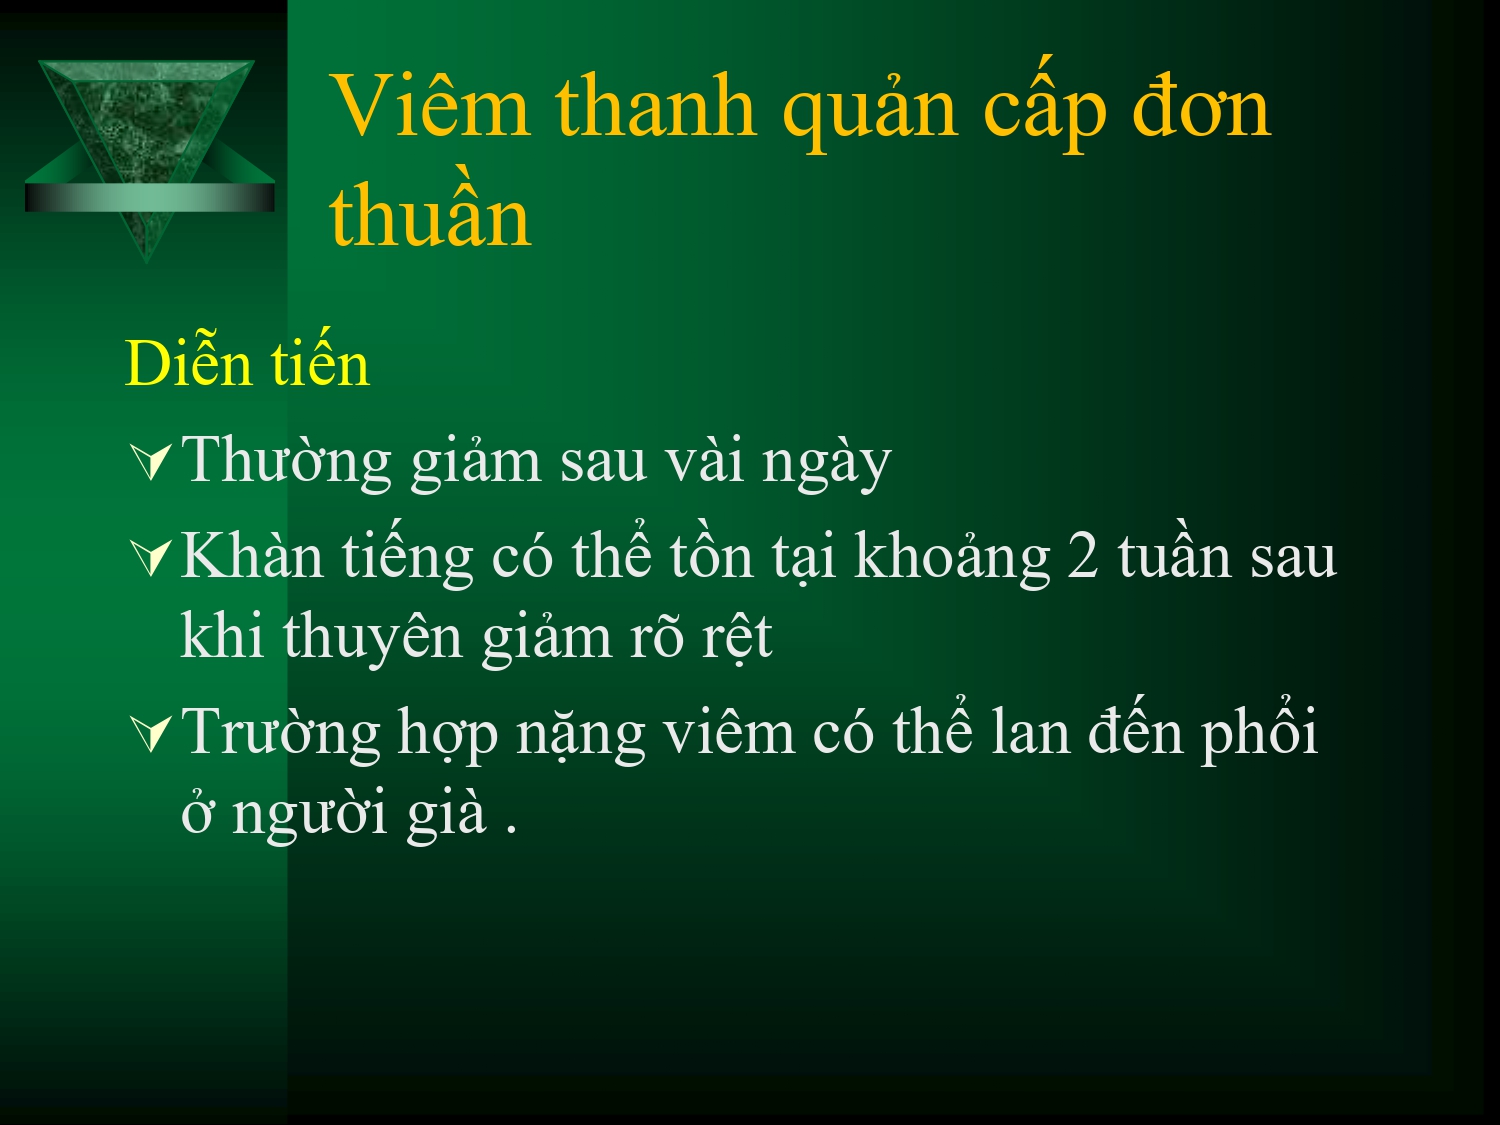 Viêm thanh quản cấp đơn
thuần
Diễn tiến
Thường giảm sau vài ngày
Khàn tiếng có thể tồn tại khoảng 2 tuần sau
khi thuyên giảm rõ rệt
Trường hợp nặng viêm có thể lan đến phổi
ở người già .